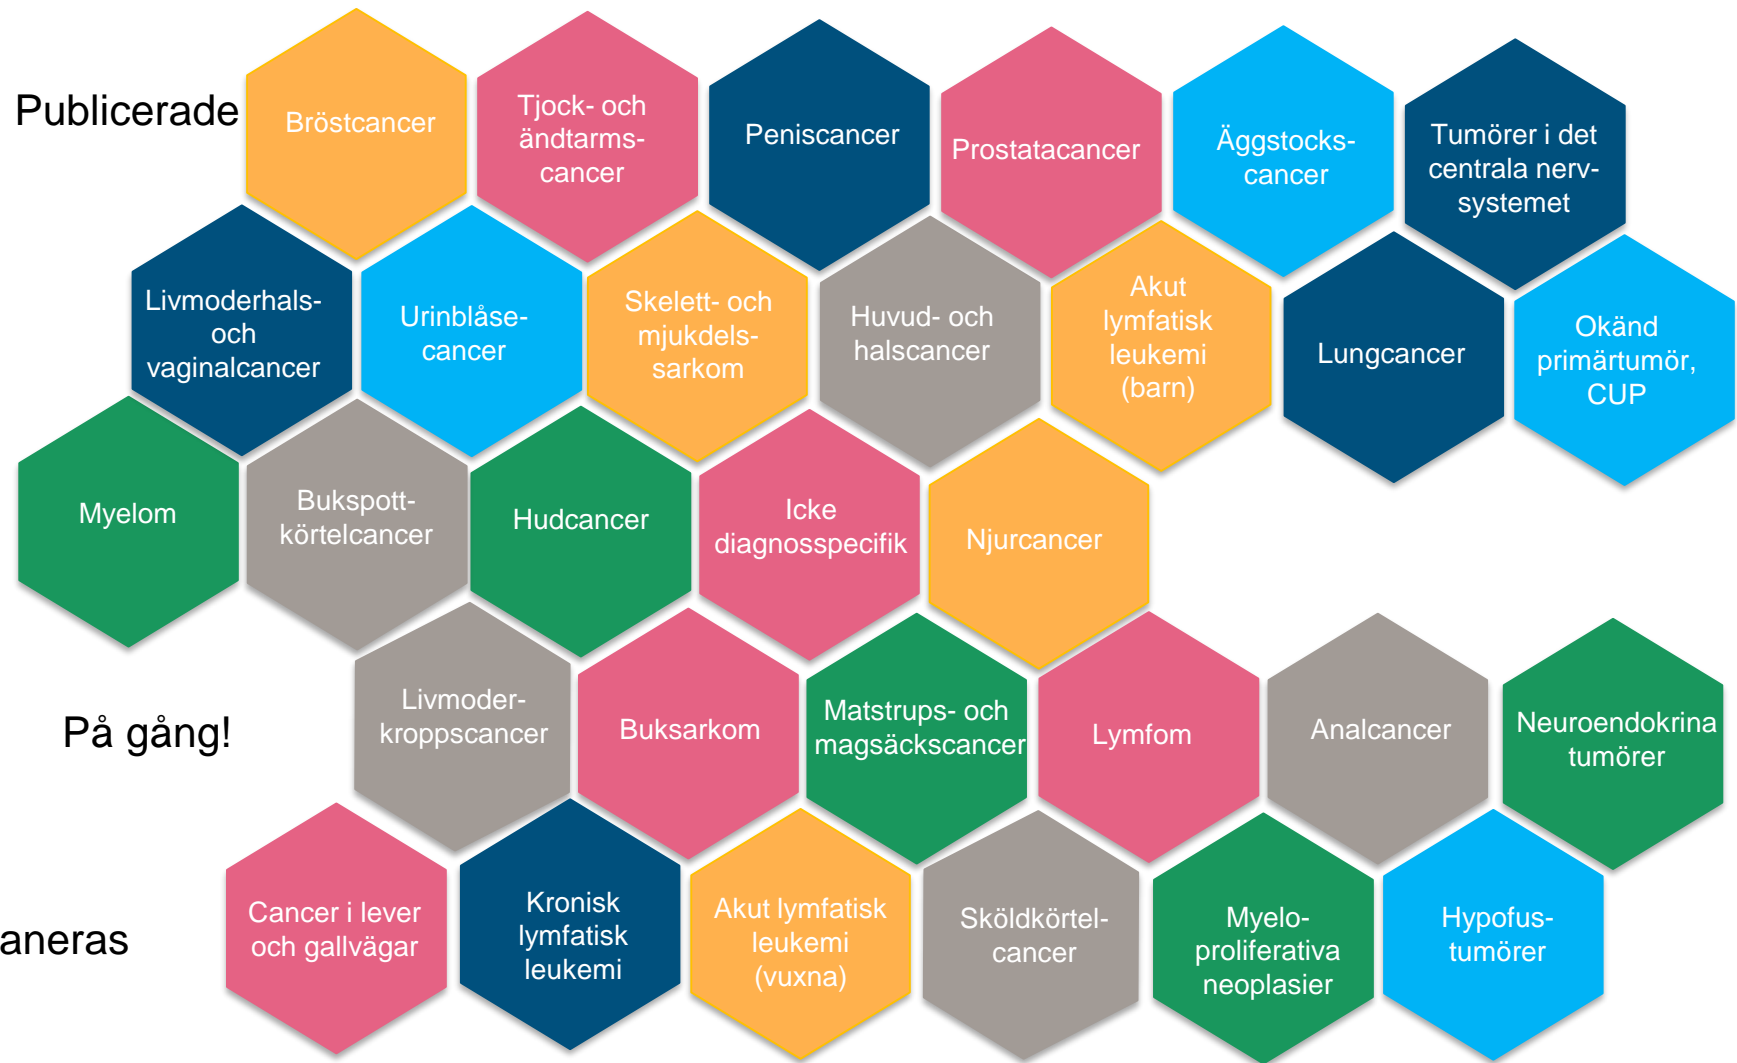 Publicerade
Bröstcancer
Tjock- och
ändtarms-
cancer
Peniscancer
Prostatacancer
Äggstocks-
cancer
Tumörer i det
centrala nerv-
systemet
Livmoderhals-
och
vaginalcancer
Urinblåse-
cancer
Skelett- och
mjukdels-
sarkom
Huvud- och
halscancer
Akut
lymfatisk
leukemi
(barn)
Lungcancer
Okänd
primärtumör,
CUP
Myelom
Bukspott-
körtelcancer
Hudcancer
Icke
diagnosspecifik
Njurcancer
På gång!
Livmoder-
kroppscancer
Buksarkom
Matstrups- och
magsäckscancer
Lymfom
Analcancer
Neuroendokrina
tumörer
aneras
Cancer i lever
och gallvägar
Kronisk
lymfatisk
leukemi
Akut lymfatisk
leukemi
(vuxna)
Sköldkörtel-
cancer
Myelo-
proliferativa
neoplasier
Hypofus-
tumörer